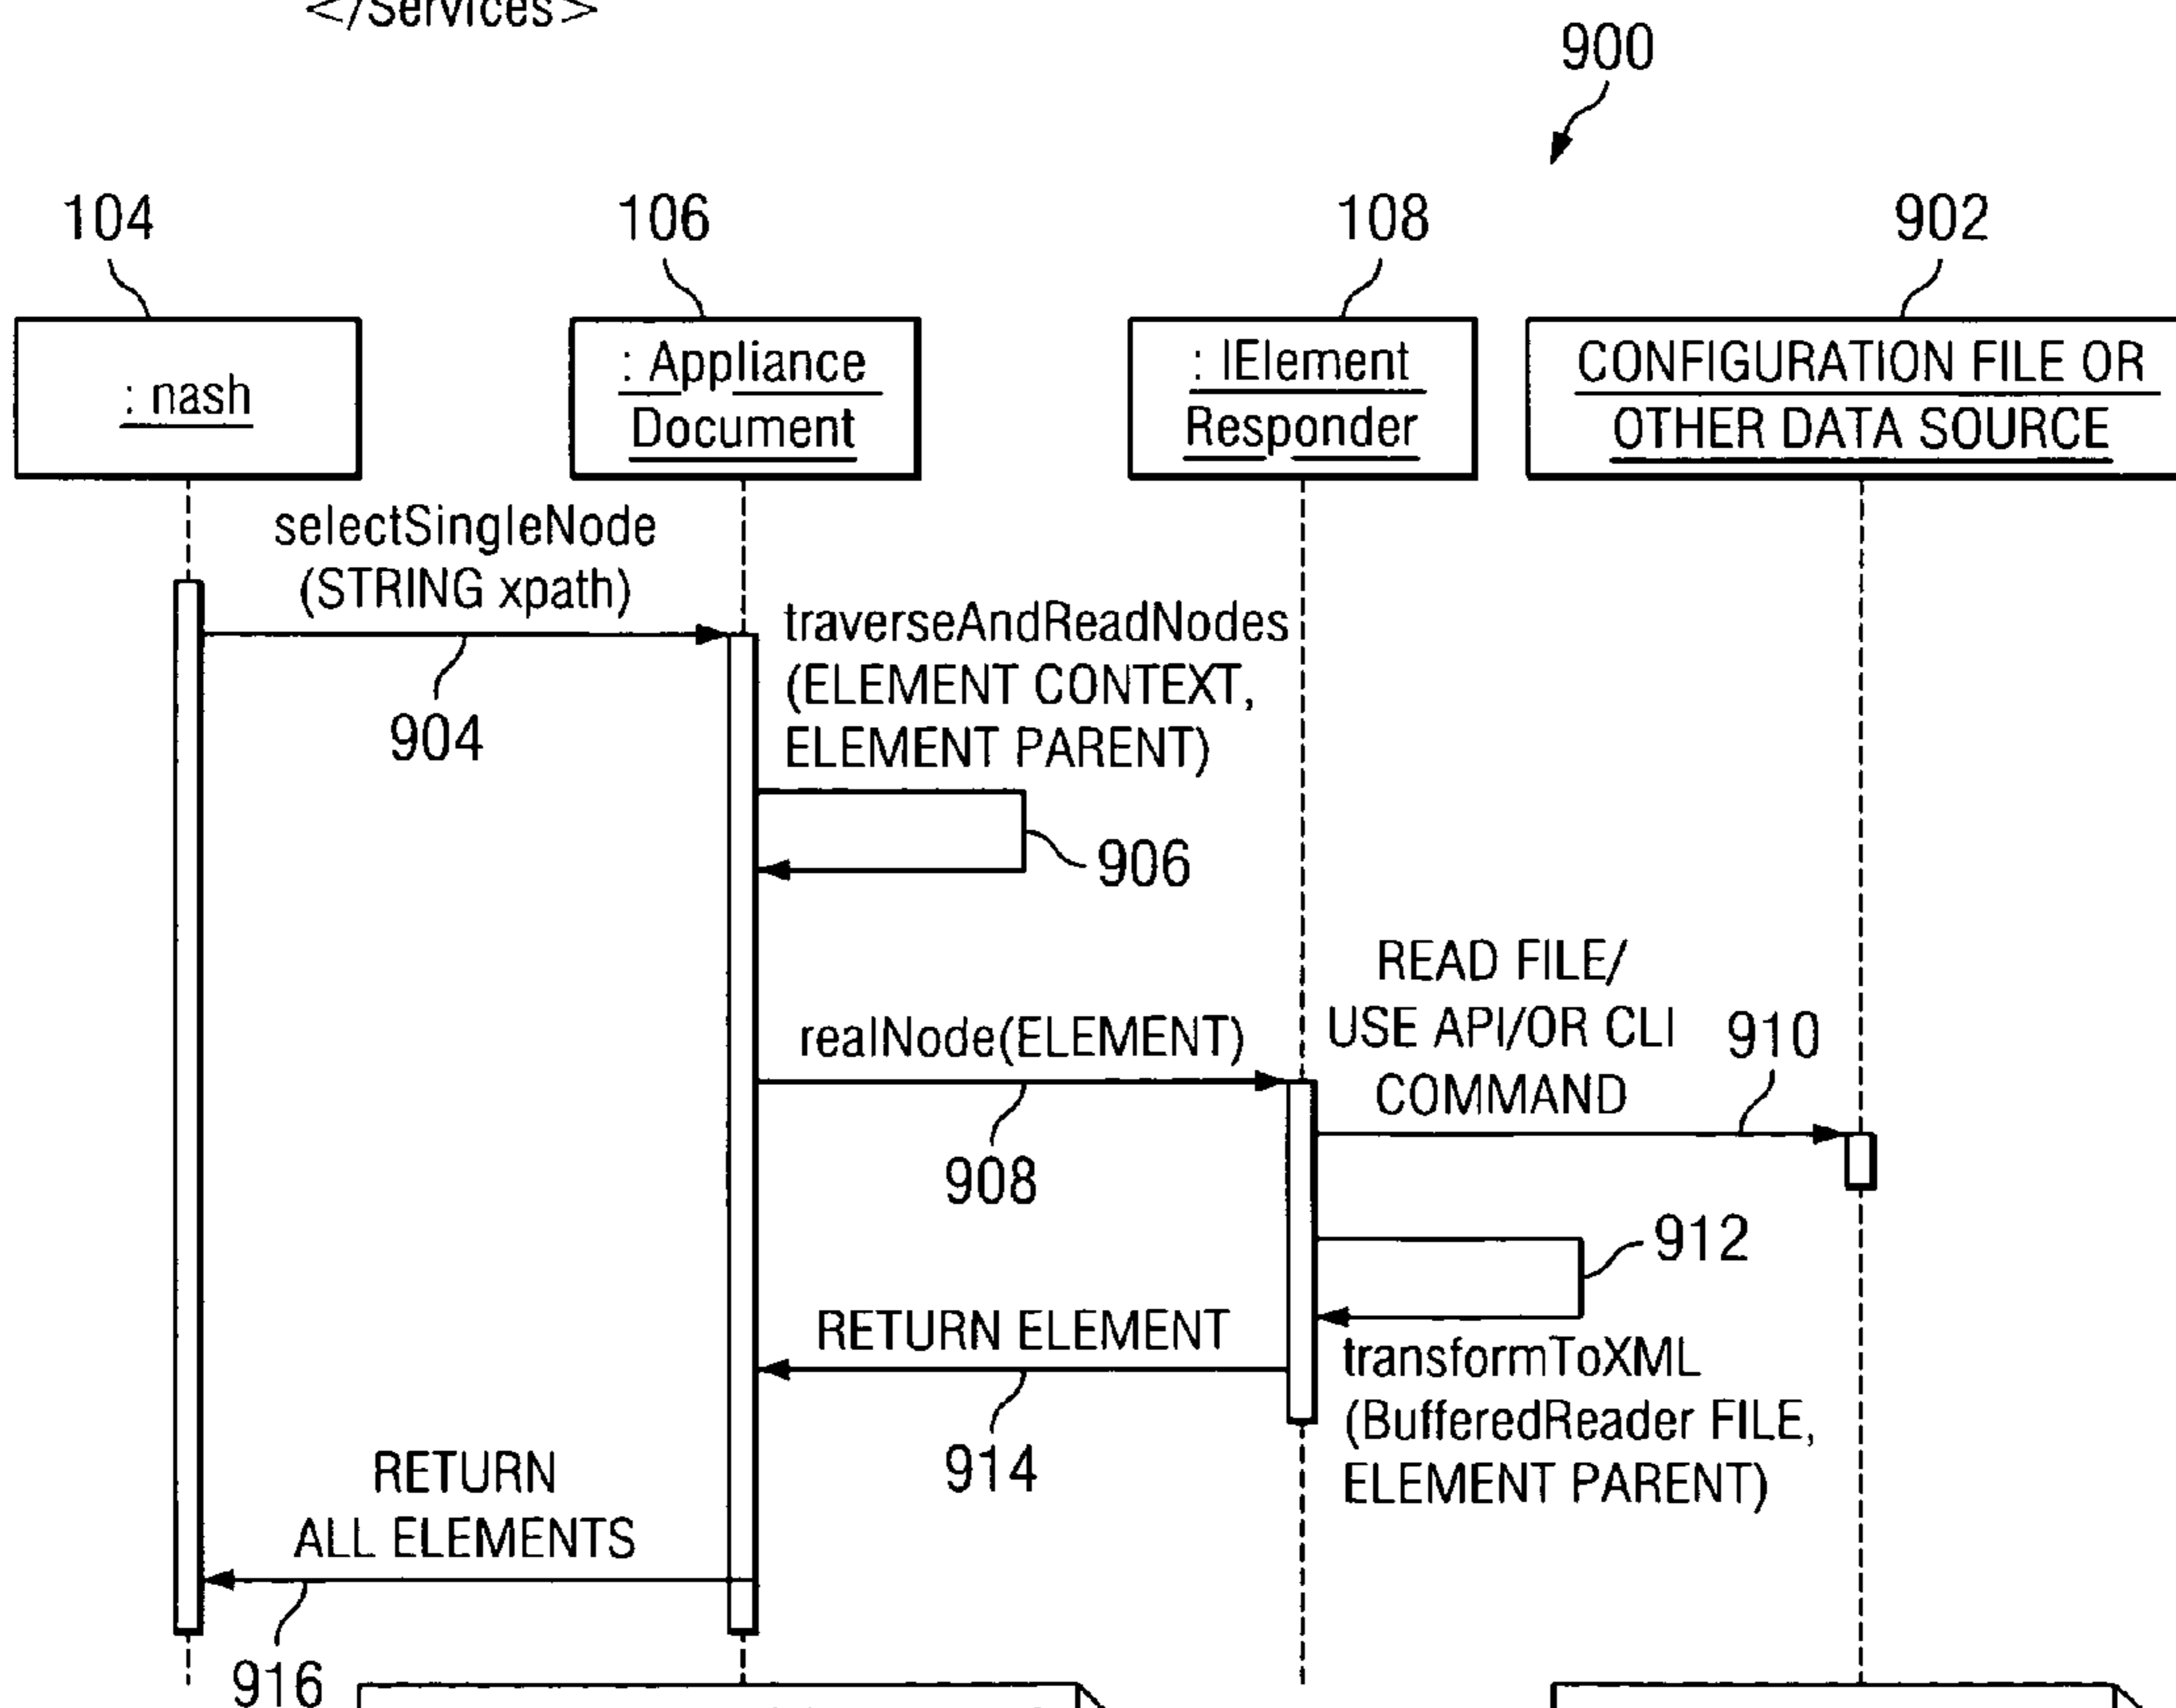 </Services>
900
104
106
108
902
: nash
: Appliance
Document
: IElement
Responder
CONFIGURATION FILE OR
OTHER DATA SOURCE
selectSingleNode
(STRING xpath)
904
traverseAndReadNodes
(ELEMENT CONTEXT,
ELEMENT PARENT)
906
realNode(ELEMENT)
908
READ FILE/
USE API/OR CLI
COMMAND
910
912
transformToXML
(BufferedReader FILE,
ELEMENT PARENT)
RETURN ELEMENT
914
RETURN
ALL ELEMENTS
916